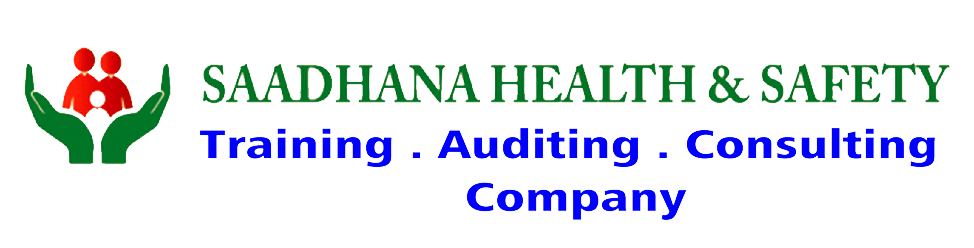 SAADHANA HEALTH & SAFETY
Training . Auditing . Consulting
Company